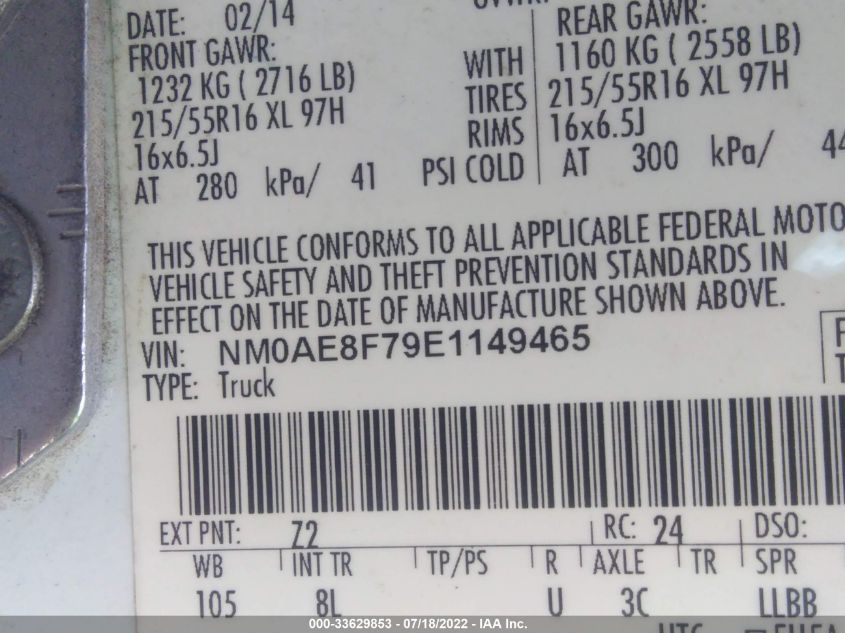 DATE: 02/14
FRONT GAWR: REAR GAWR:
1232 KG ( 2716 LB) WITH 1160 KG ( 2558 LB)
215/55R16 XL 97H TIRES 215/55R16 XL 97H
16x6.5J RIMS 16x6.5J
AT 280 kPa/ 41 PSI COLD AT 300 kPa/ 44
THIS VEHICLE CONFORMS TO ALL APPLICABLE FEDERAL MOTO
VEHICLE SAFETY AND THEFT PREVENTION STANDARDS IN
EFFECT ON THE DATE OF MANUFACTURE SHOWN ABOVE.
VIN: NM0AE8F79E1149465
TYPE: Truck
EXT PNT: Z2 RC: 24 DSO:
WB INT TR TP/PS R AXLE TR SPR
105 8L U 3C LLBB
000-33629853 - 07/18/2022 - IAAI.com